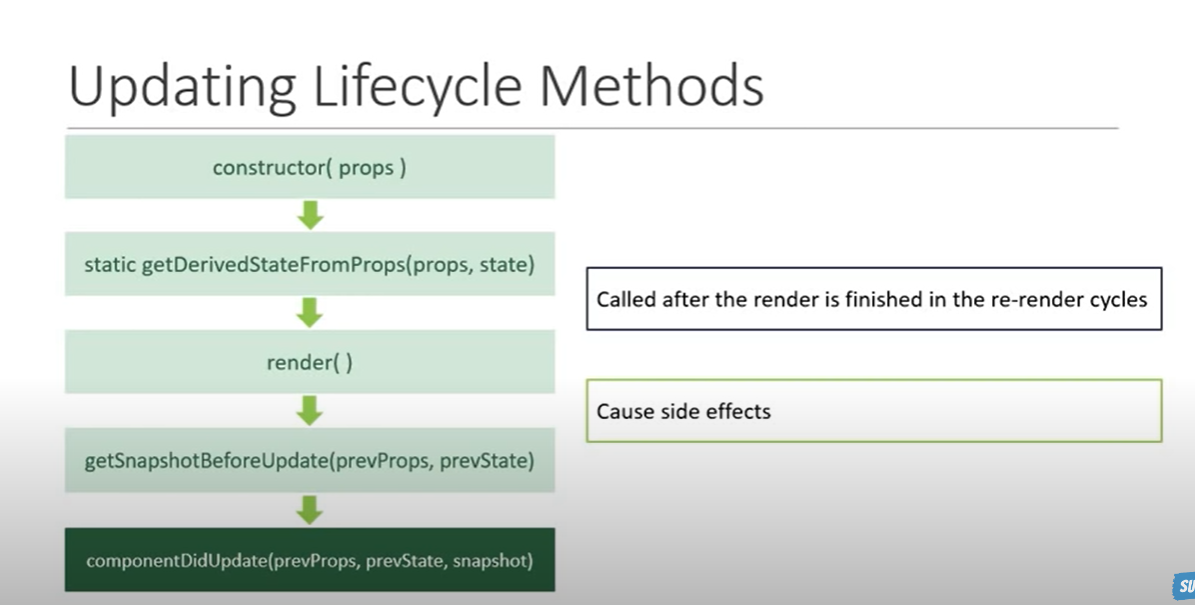 Updating Lifecycle Methods
constructor( props )
static getDerivedStateFromProps(props, state)
render( )
getSnapshotBeforeUpdate(prevProps, prevState)
componentDidUpdate(prevProps, prevState, snapshot)
Called after the render is finished in the re-render cycles
Cause side effects
SU